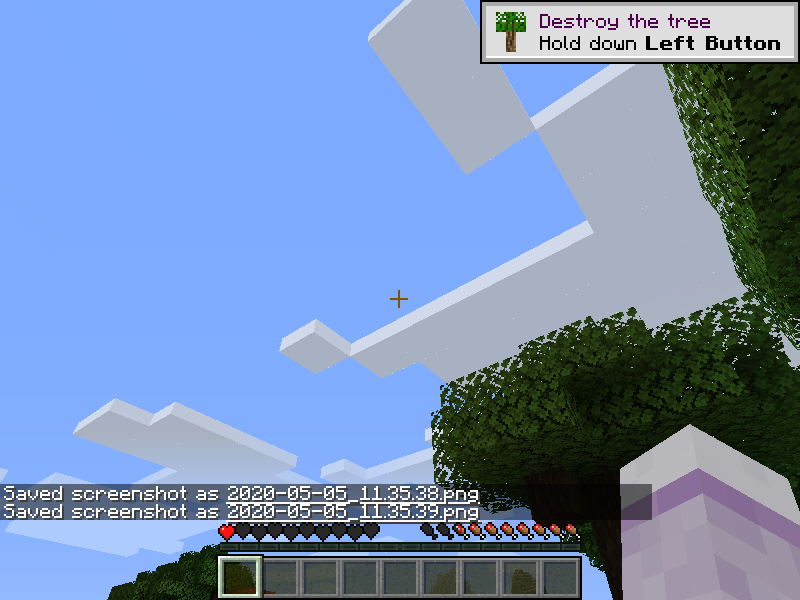 Destroy the tree
Hold down Left Button
Saved screenshot as 2020-05-05_11.35.38.png
Saved screenshot as 2020-05-05_11.35.39.png